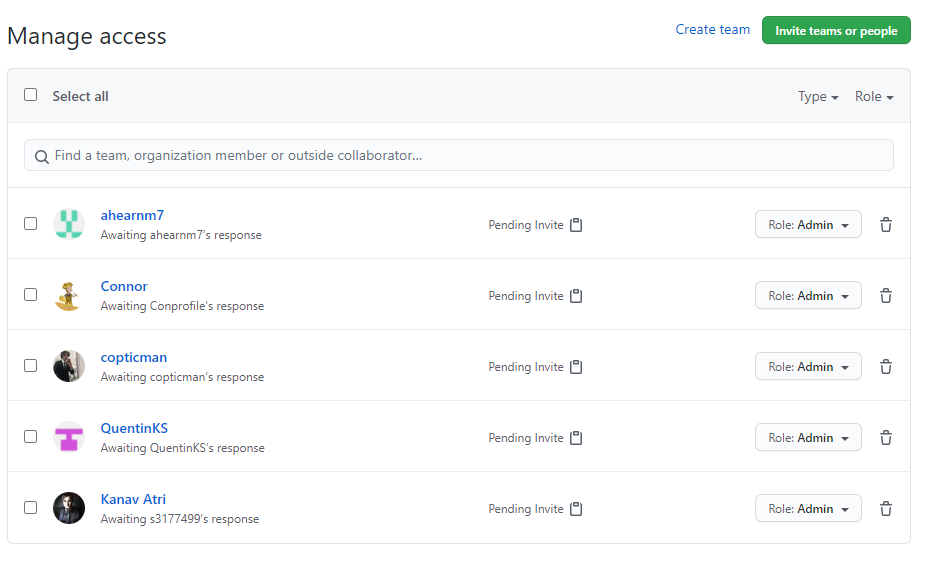 Manage access
Create team
Invite teams or people
Select all
Type
Role
Find a team, organization member or outside collaborator...
ahearnm7
Awaiting ahearnm7's response
Pending Invite
Role: Admin
Connor
Awaiting Conprofile's response
Pending Invite
Role: Admin
copticman
Awaiting copticman's response
Pending Invite
Role: Admin
QuentinKS
Awaiting QuentinKS's response
Pending Invite
Role: Admin
Kanav Atri
Awaiting s3177499's response
Pending Invite
Role: Admin